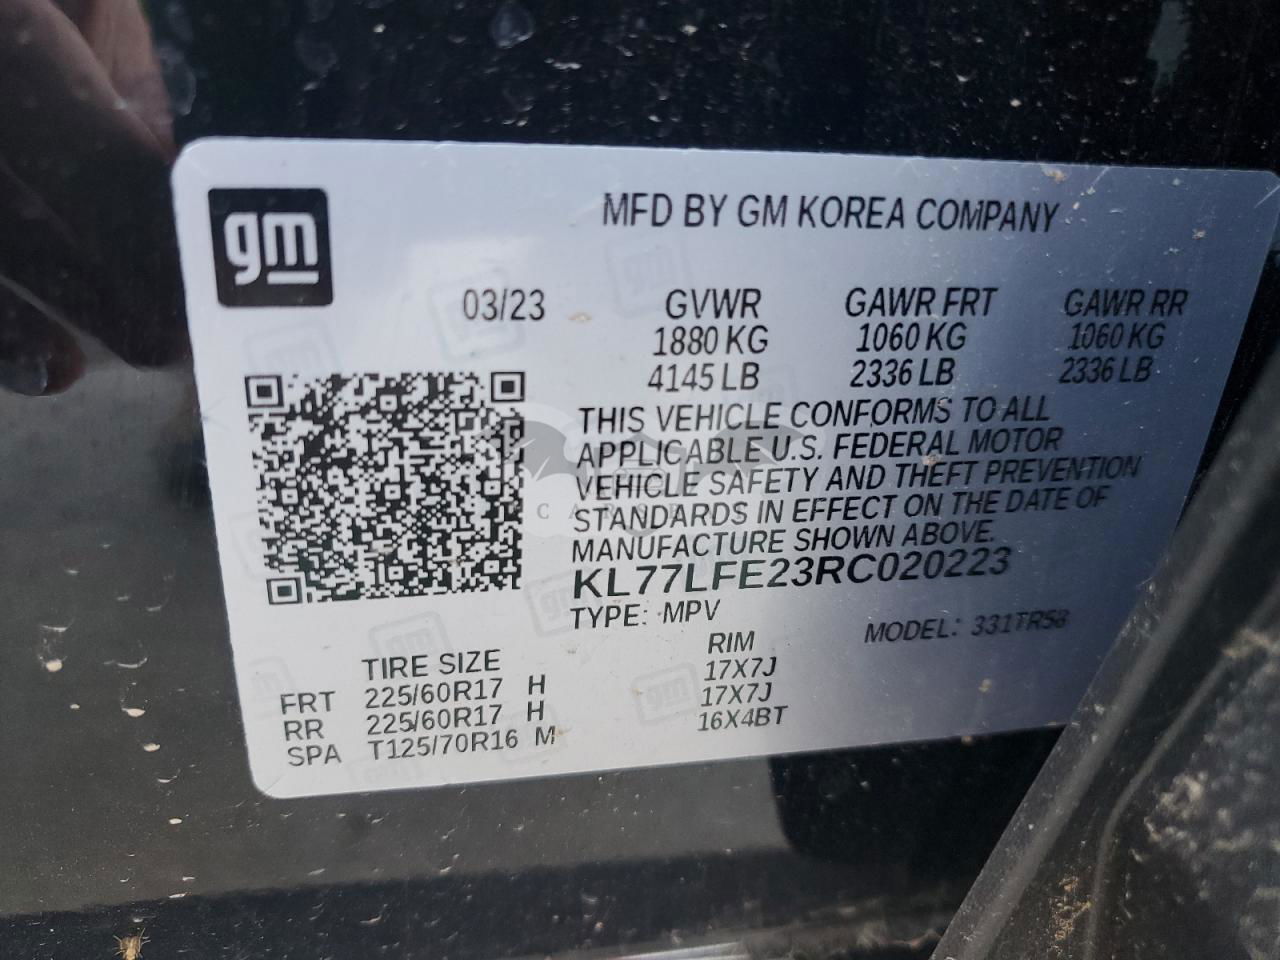 gm
MFD BY GM KOREA COMPANY
03/23 GVWR GAWR FRT GAWR RR
1880 KG 1060 KG 1060 KG
4145 LB 2336 LB 2336 LB
THIS VEHICLE CONFORMS TO ALL
APPLICABLE U.S. FEDERAL MOTOR
VEHICLE SAFETY AND THEFT PREVENTION
STANDARDS IN EFFECT ON THE DATE OF
MANUFACTURE SHOWN ABOVE.
KL77LFE23RC020223
TYPE: MPV MODEL: 331TR58
TIRE SIZE RIM
FRT 225/60R17 H 17X7J
RR 225/60R17 H 17X7J
SPA T125/70R16 M 16X4BT